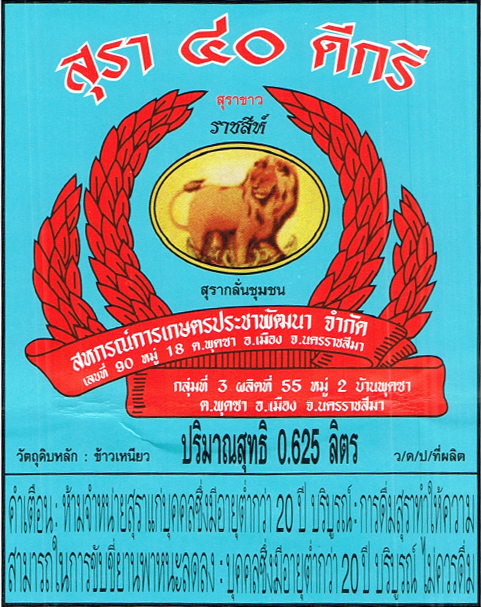 สุรา ๔๐ ดีกรี
สุราขาว
ราชสีห์
สุรากลั่นชุมชน
สหกรณ์การเกษตรประชาพัฒนา จำกัด
เลขที่ 90 หมู่ 18 ต.พุดซา อ.เมือง จ.นครราชสีมา
กลุ่มที่ 3 ผลิตที่ 55 หมู่ 2 บ้านพุดซา
ต.พุดซา อ.เมือง จ.นครราชสีมา
ปริมาณสุทธิ 0.625 ลิตร
วัตถุดิบหลัก : ข้าวเหนียว
ว/ด/ป/ที่ผลิต
คำเตือน : ห้ามจำหน่ายสุราแก่บุคคลซึ่งมีอายุต่ำกว่า 20 ปี บริบูรณ์ : การดื่มสุราทำให้ความ
สามารถในการขับขี่ยานพาหนะลดลง : บุคคลซึ่งมีอายุต่ำกว่า 20 ปี บริบูรณ์ ไม่ควรดื่ม